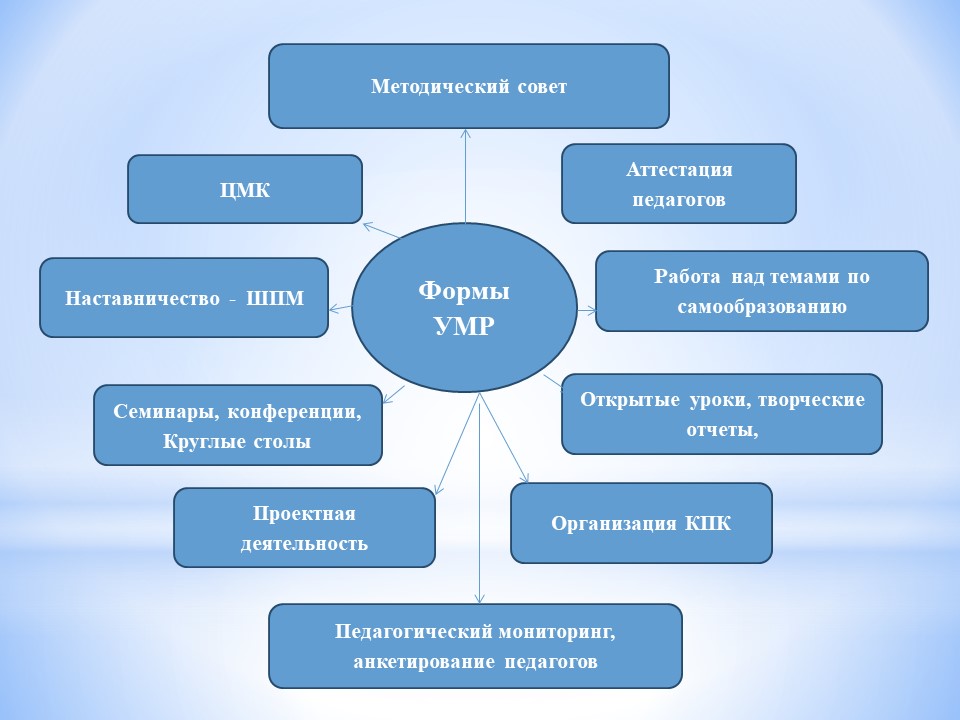 Методический совет
ЦМК
Аттестация
педагогов
Наставничество - ШПМ
Формы
УМР
Работа над темами по
самообразованию
Семинары, конференции,
Круглые столы
Открытые уроки, творческие
отчеты,
Проектная
деятельность
Организация КПК
Педагогический мониторинг,
анкетирование педагогов